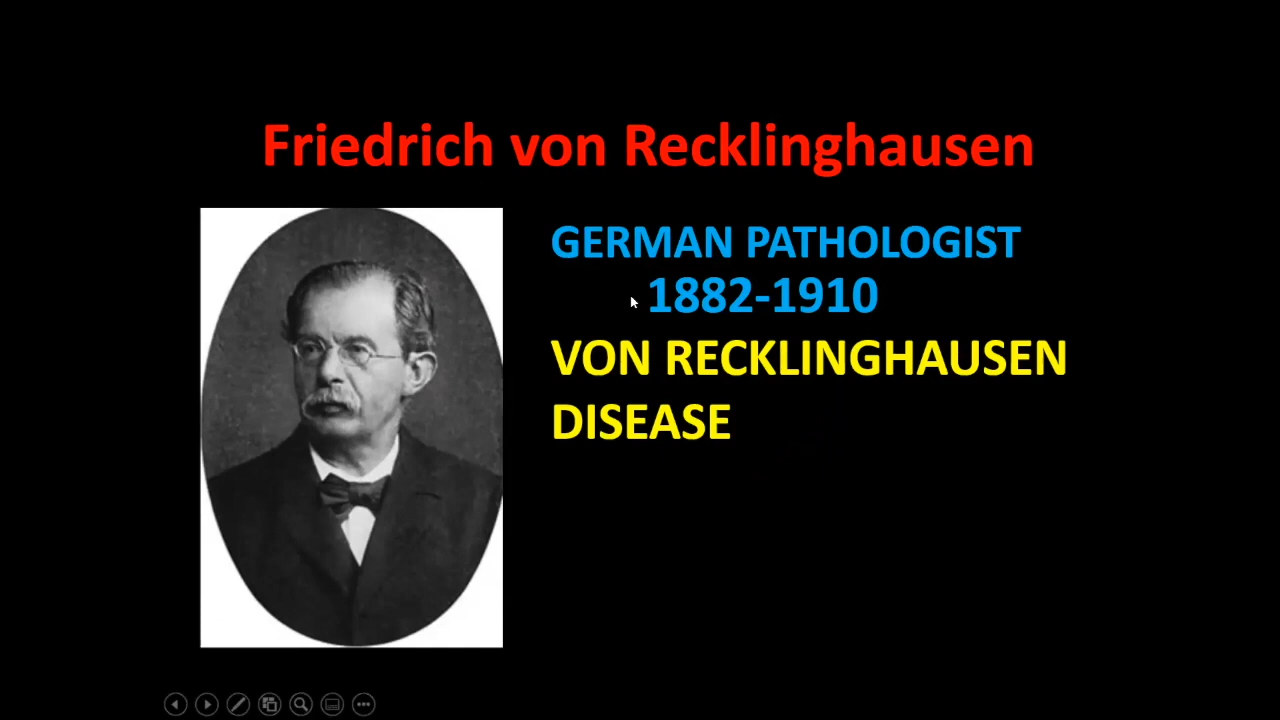 Friedrich von Recklinghausen
GERMAN PATHOLOGIST
1882-1910
VON RECKLINGHAUSEN
DISEASE